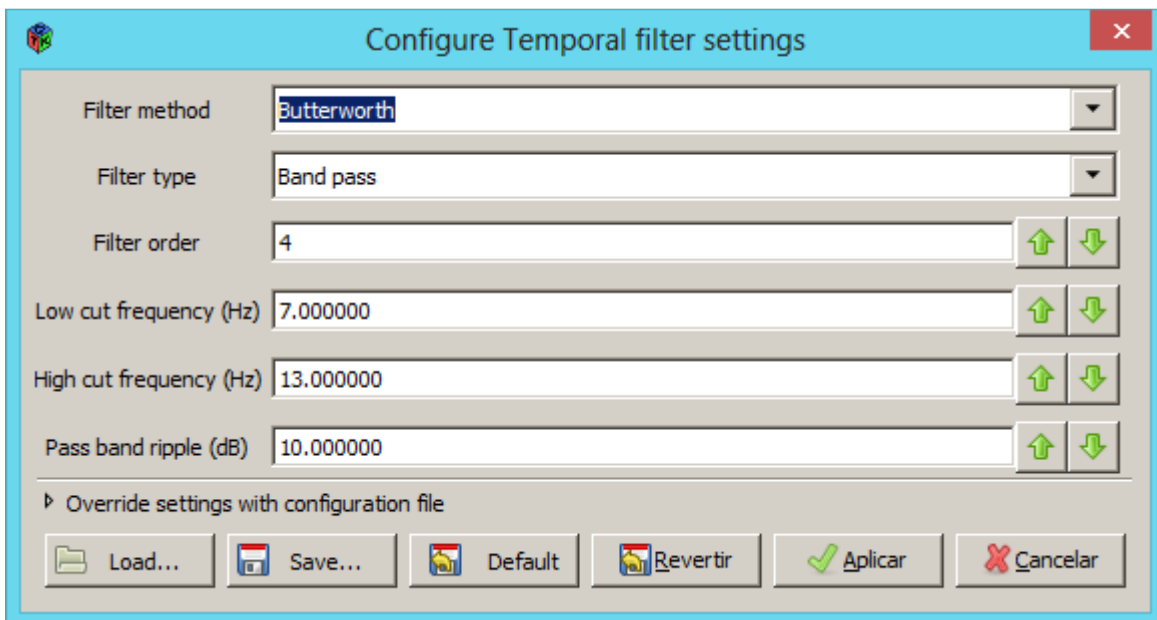 Configure Temporal filter settings
Filter method Butterworth
Filter type Band pass
Filter order 4
Low cut frequency (Hz) 7.000000
High cut frequency (Hz) 13.000000
Pass band ripple (dB) 10.000000
Override settings with configuration file
Load... Save... Default Revertir Aplicar Cancelar